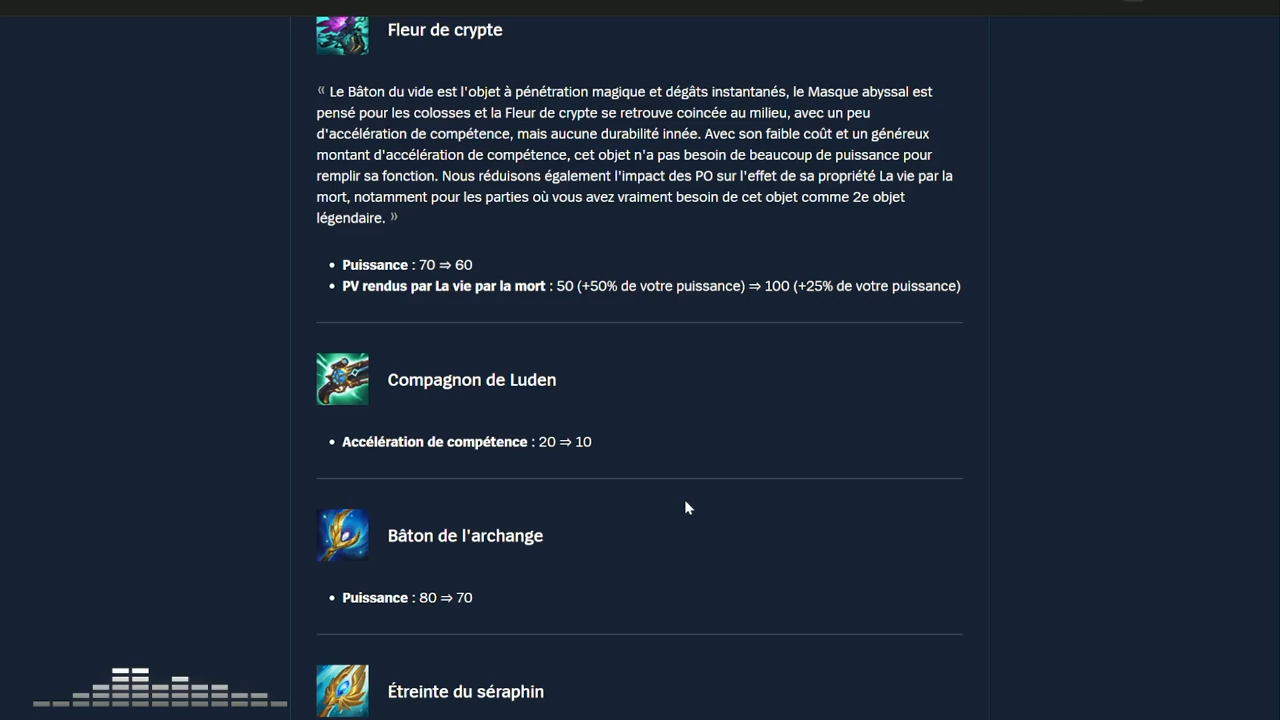 Fleur de crypte
« Le Bâton du vide est l'objet à pénétration magique et dégâts instantanés, le Masque abyssal est
pensé pour les colosses et la Fleur de crypte se retrouve coincée au milieu, avec un peu
d'accélération de compétence, mais aucune durabilité innée. Avec son faible coût et un généreux
montant d'accélération de compétence, cet objet n'a pas besoin de beaucoup de puissance pour
remplir sa fonction. Nous réduisons également l'impact des PO sur l'effet de sa propriété La vie par la
mort, notamment pour les parties où vous avez vraiment besoin de cet objet comme 2e objet
légendaire. »
• Puissance : 70 ⇒ 60
• PV rendus par La vie par la mort : 50 (+50% de votre puissance) ⇒ 100 (+25% de votre puissance)
Compagnon de Luden
• Accélération de compétence : 20 ⇒ 10
Bâton de l'archange
• Puissance : 80 ⇒ 70
Étreinte du séraphin